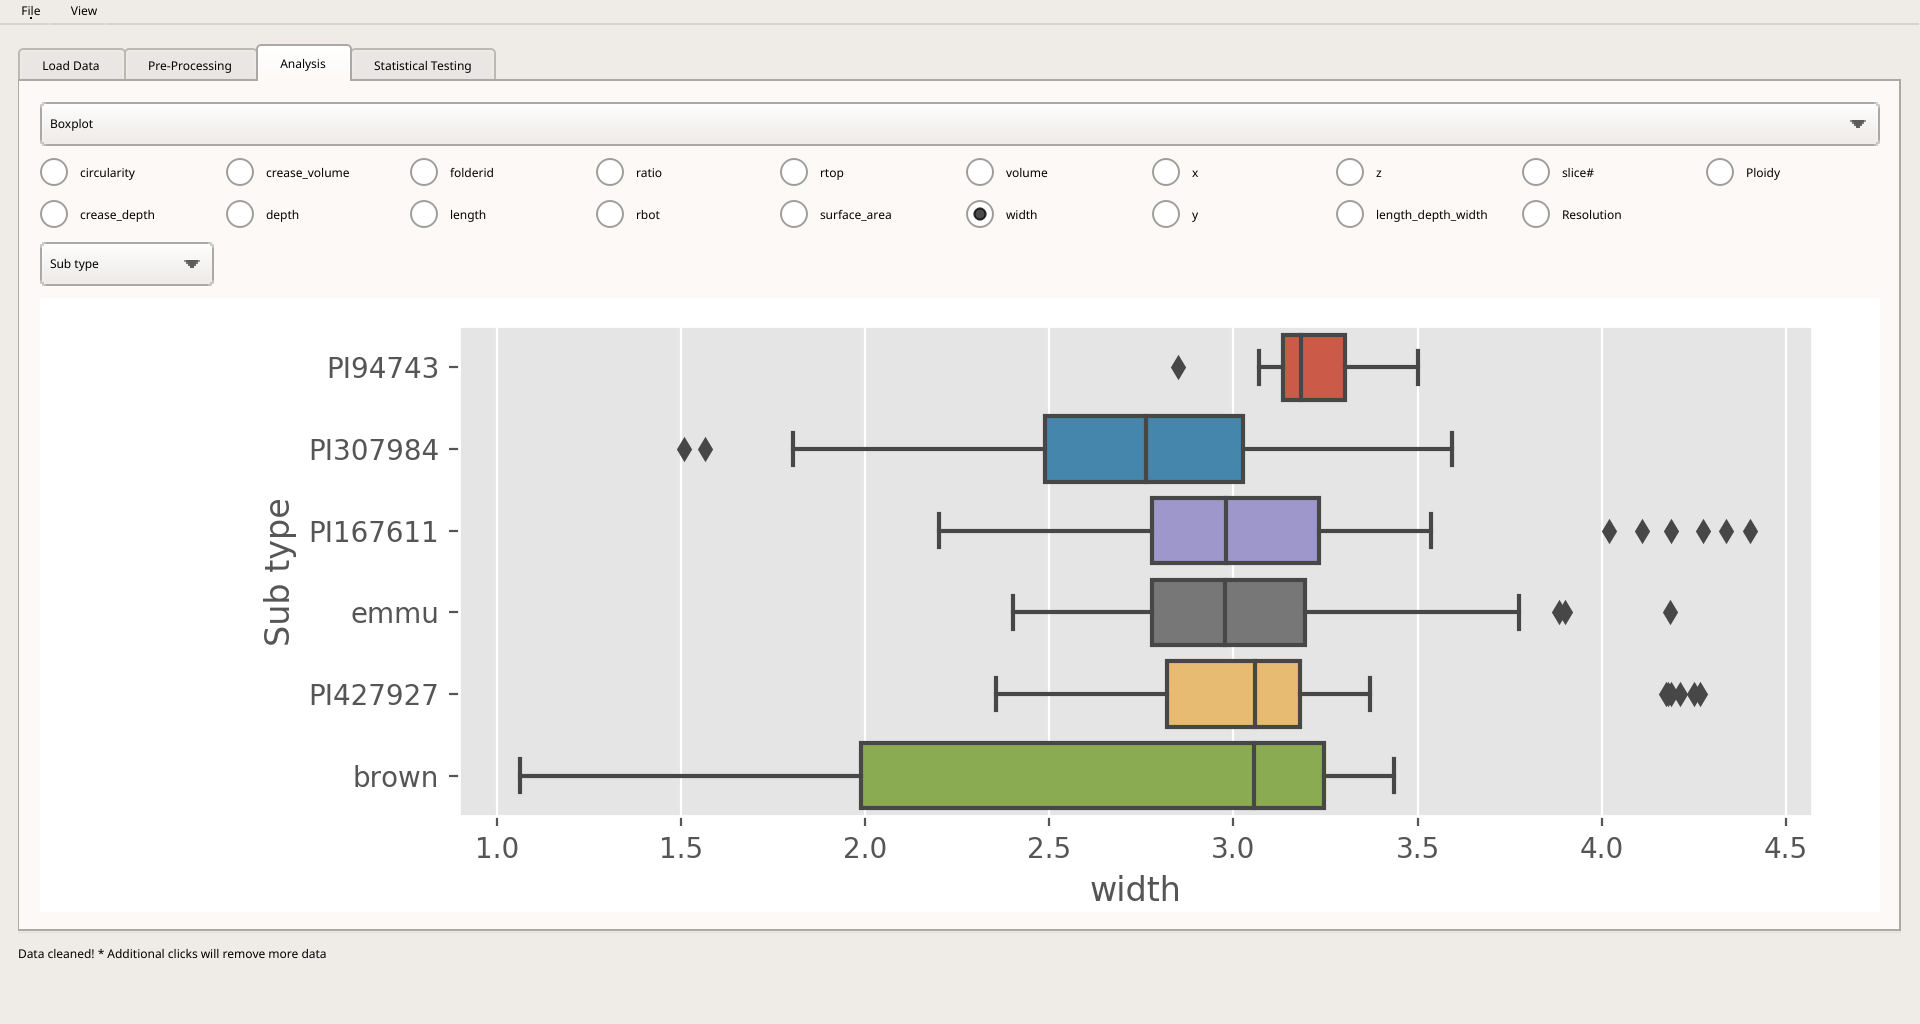 File View
Load Data Pre-Processing Analysis Statistical Testing
Boxplot
circularity crease_volume folderid ratio rtop volume x z slice# Ploidy
crease_depth depth length rbot surface_area width y length_depth_width Resolution
Sub type
PI94743
PI307984
PI167611
emmu
PI427927
brown
Sub type
1.0 1.5 2.0 2.5 3.0 3.5 4.0 4.5
width
Data cleaned! * Additional clicks will remove more data